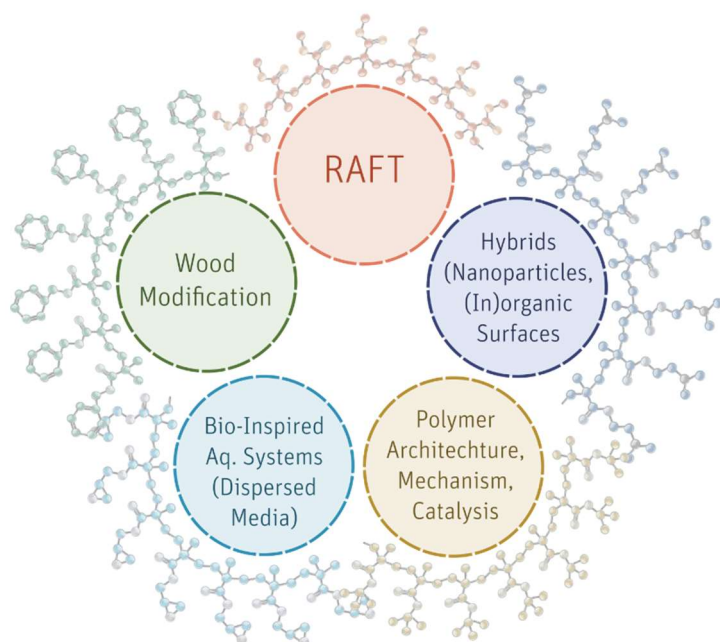 RAFT
Wood
Modification
Hybrids
(Nanoparticles,
(In)organic
Surfaces
Bio-Inspired
Aq. Systems
(Dispersed
Media)
Polymer
Architechture,
Mechanism,
Catalysis